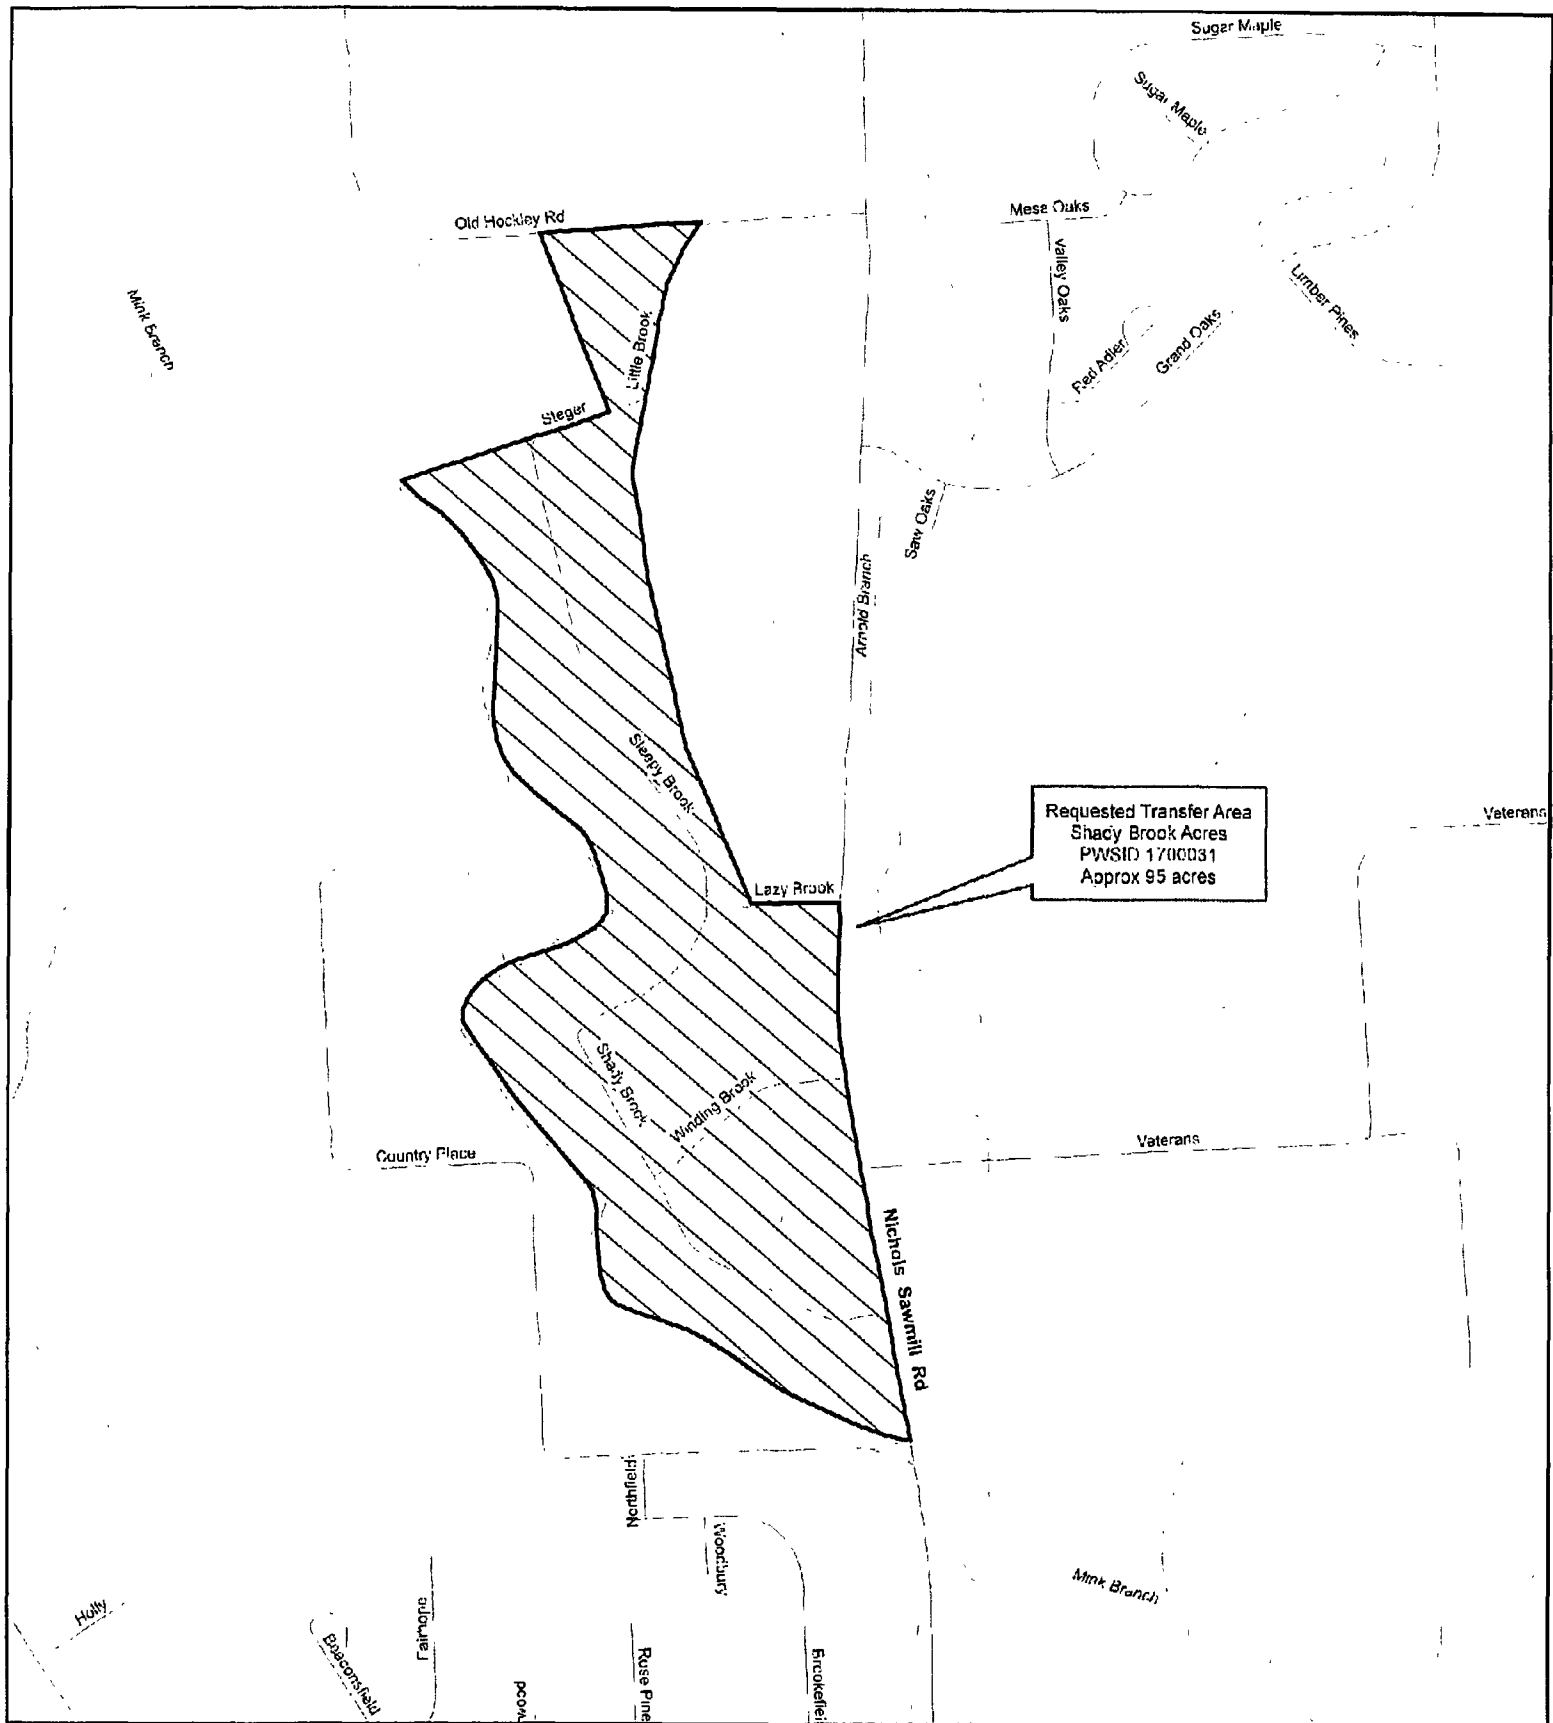 Sugar Maple
Sugar Maple
Old Hockley Rd
Mesa Oaks
Valley Oaks
Limber Pines
Mink Branch
Little Brook
Red Adler
Grand Oaks
Steger
Saw Oaks
Arnold Branch
Sleepy Brook
Requested Transfer Area
Shady Brook Acres
PWSID 1700031
Approx 95 acres
Veterans
Lazy Brook
Shady Brook
Winding Brook
Country Place
Veterans
Nichols Sawmill Rd
Northfield
Woodbury
Mink Branch
Holly
Beaconsfield
wood
Rose Pine
Brookefiel